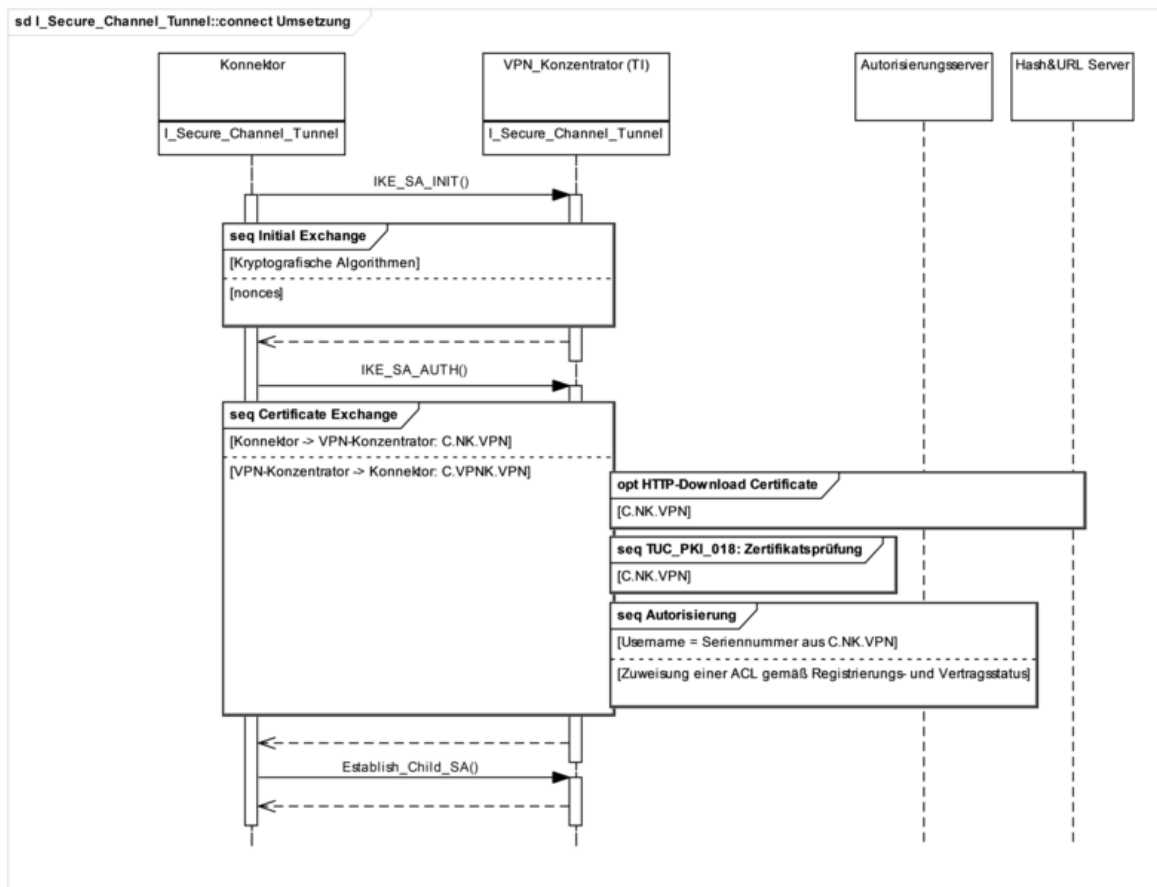 sd I_Secure_Channel_Tunnel::connect Umsetzung
Konnektor
VPN_Konzentrator (TI)
Autorisierungsserver
Hash&URL Server
I_Secure_Channel_Tunnel
I_Secure_Channel_Tunnel
IKE_SA_INIT()
seq Initial Exchange
[Kryptografische Algorithmen]
[nonces]
IKE_SA_AUTH()
seq Certificate Exchange
[Konnektor -> VPN-Konzentrator: C.NK.VPN]
[VPN-Konzentrator -> Konnektor: C.VPNK.VPN]
opt HTTP-Download Certificate
[C.NK.VPN]
seq TUC_PKI_018: Zertifikatsprüfung
[C.NK.VPN]
seq Autorisierung
[Username = Seriennummer aus C.NK.VPN]
[Zuweisung einer ACL gemäß Registrierungs- und Vertragsstatus]
Establish_Child_SA()